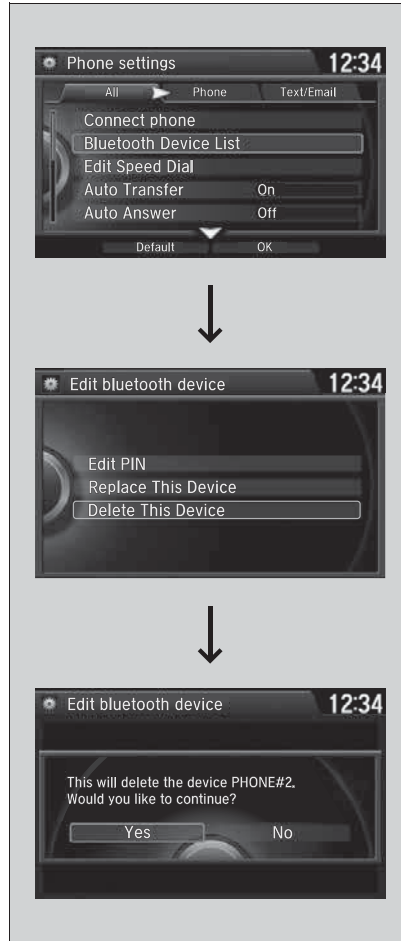 Phone settings 12:34
All Phone Text/Email
Connect phone
Bluetooth Device List
Edit Speed Dial
Auto Transfer On
Auto Answer Off
Default OK
Edit bluetooth device 12:34
Edit PIN
Replace This Device
Delete This Device
Edit bluetooth device 12:34
This will delete the device PHONE#2.
Would you like to continue?
Yes No